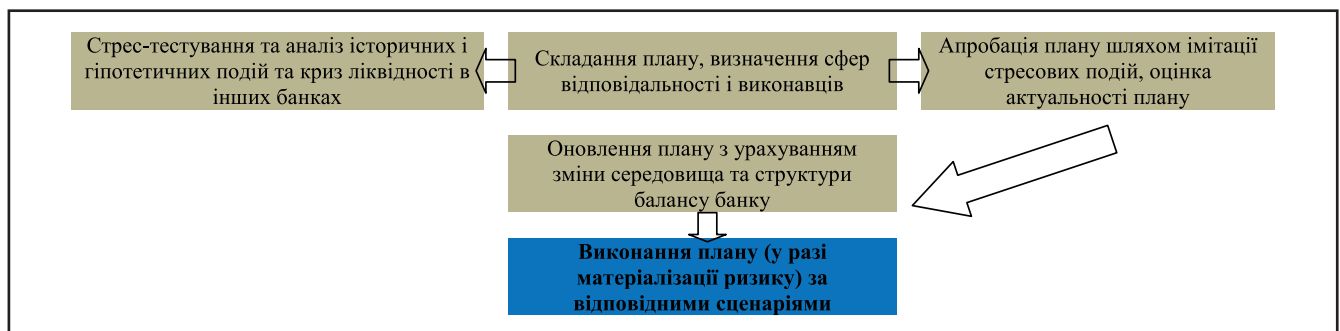 Стрес-тестування та аналіз історичних і
гіпотетичних подій та криз ліквідності в
інших банках
Складання плану, визначення сфер
відповідальності і виконавців
Апробація плану шляхом імітації
стресових подій, оцінка
актуальності плану
Оновлення плану з урахуванням
зміни середовища та структури
балансу банку
Виконання плану (у разі
матеріалізації ризику) за
відповідними сценаріями